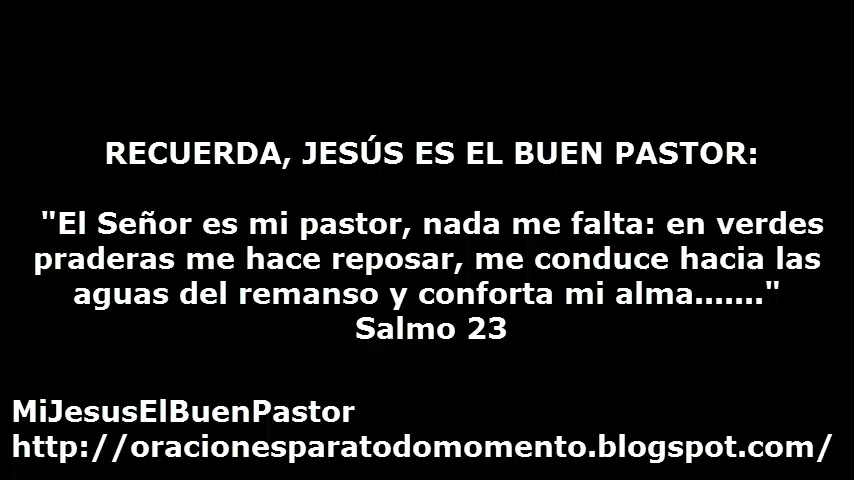 RECUERDA, JESÚS ES EL BUEN PASTOR:
"El Señor es mi pastor, nada me falta: en verdes
praderas me hace reposar, me conduce hacia las
aguas del remanso y conforta mi alma......."
Salmo 23
MiJesusElBuenPastor
http://oracionesparatodomomento.blogspot.com/